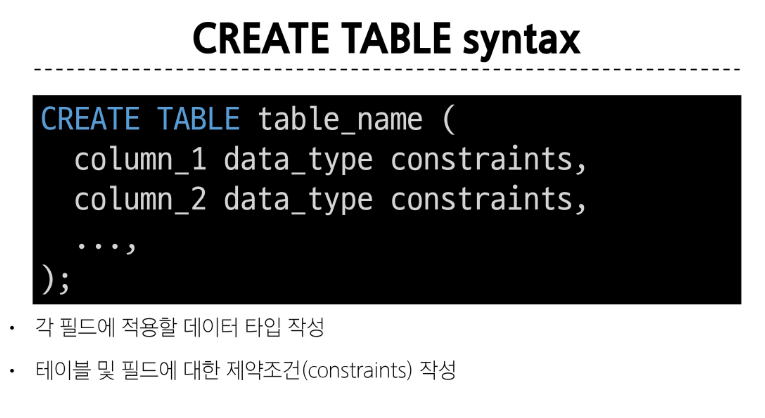 CREATE TABLE syntax
CREATE TABLE table_name (
  column_1 data_type constraints,
  column_2 data_type constraints,
  ...,
);
• 각 필드에 적용할 데이터 타입 작성
• 테이블 및 필드에 대한 제약조건(constraints) 작성